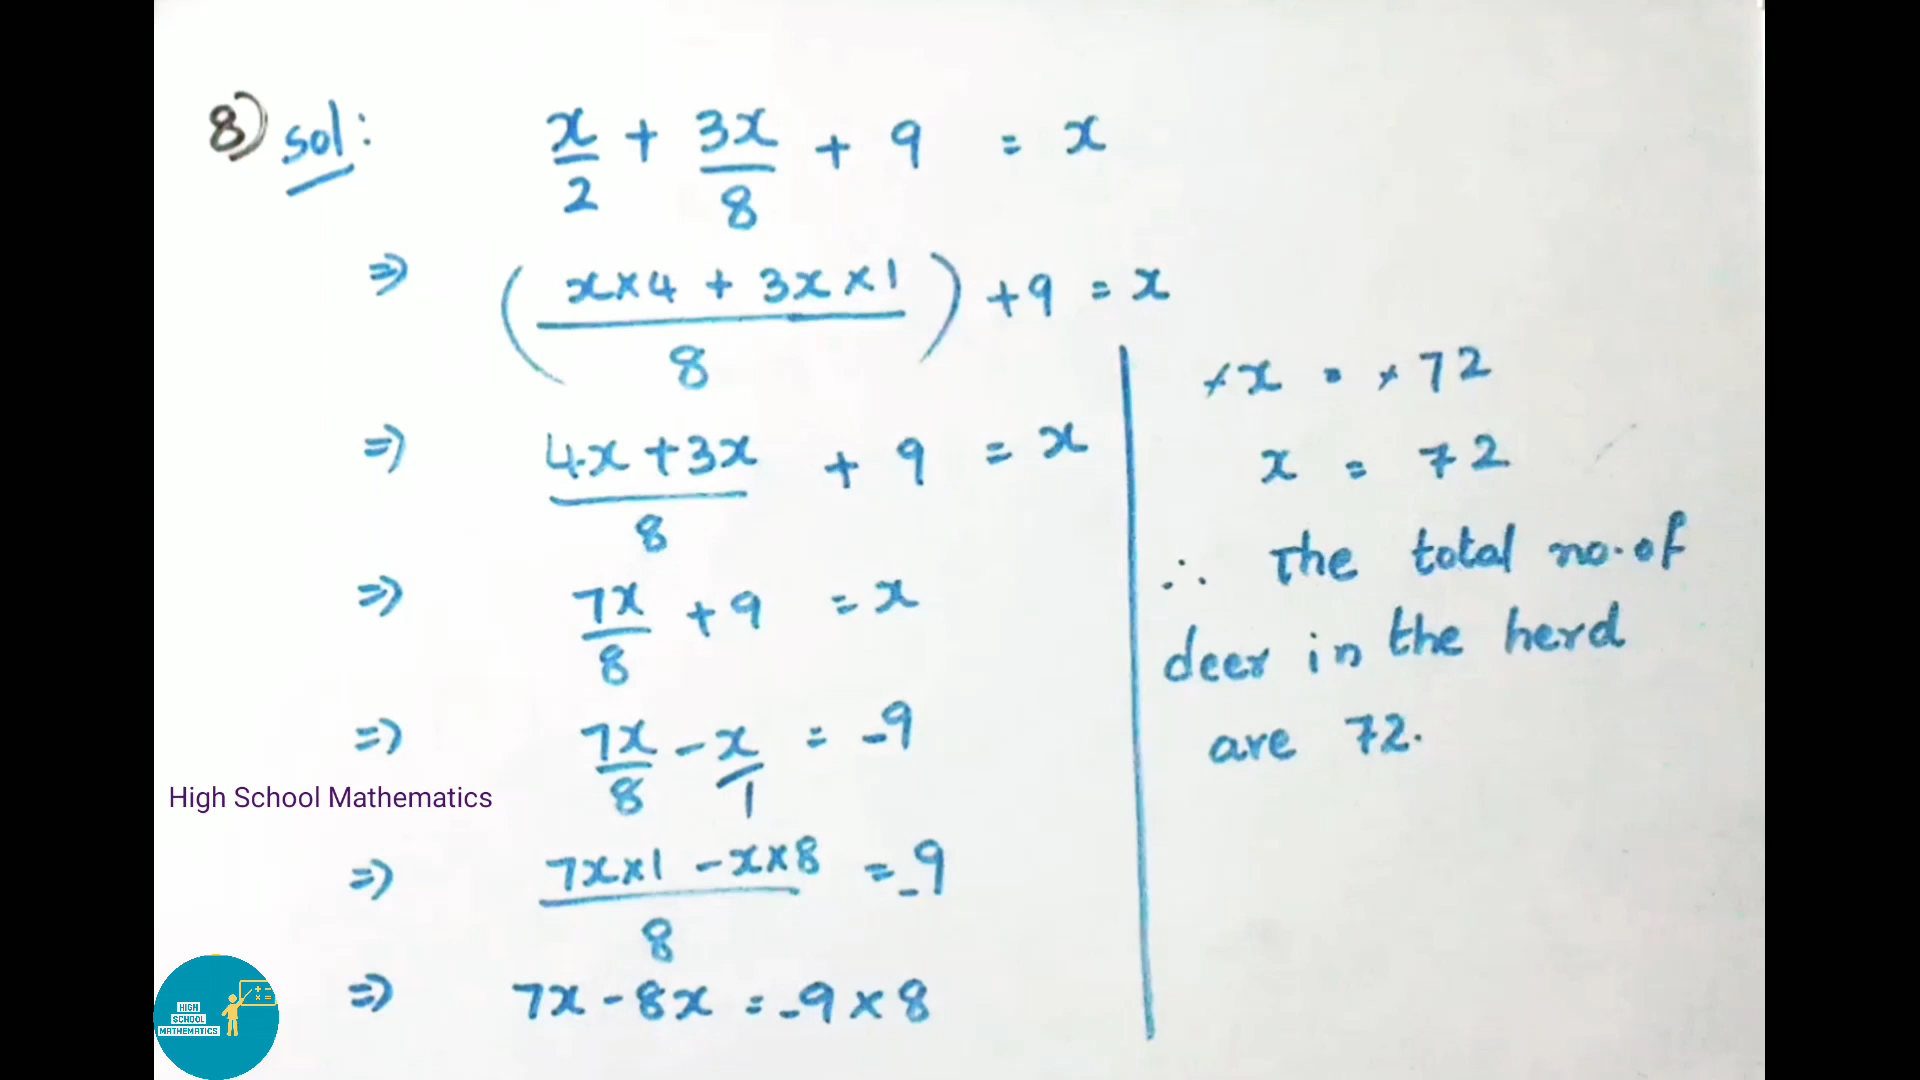 8) Sol: x/2 + 3x/8 + 9 = x
⇒ (x×4 + 3x×1 / 8) + 9 = x
⇒ 4x+3x / 8 + 9 = x
⇒ 7x/8 + 9 = x
⇒ 7x/8 - x/1 = -9
⇒ 7x×1 - x×8 / 8 = -9
⇒ 7x - 8x = -9 × 8
-x = -72
x = 72
∴ The total no. of
deer in the herd
are 72.
High School Mathematics
HIGH
SCHOOL
MATHEMATICS